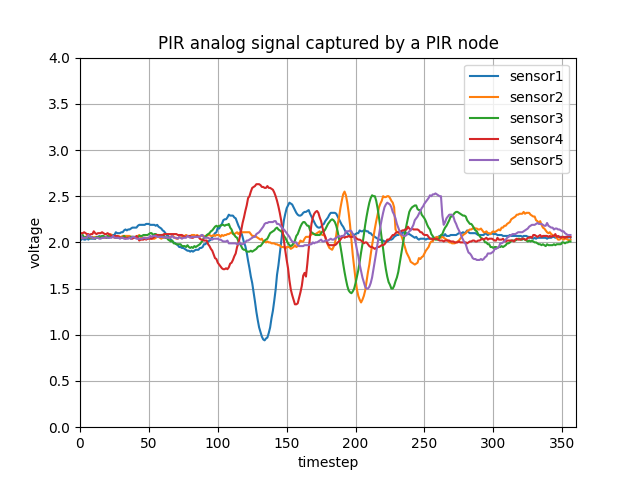 PIR analog signal captured by a PIR node
4.0
3.5
3.0
2.5
2.0
1.5
1.0
0.5
0.0
voltage
0 50 100 150 200 250 300 350
timestep
sensor1
sensor2
sensor3
sensor4
sensor5